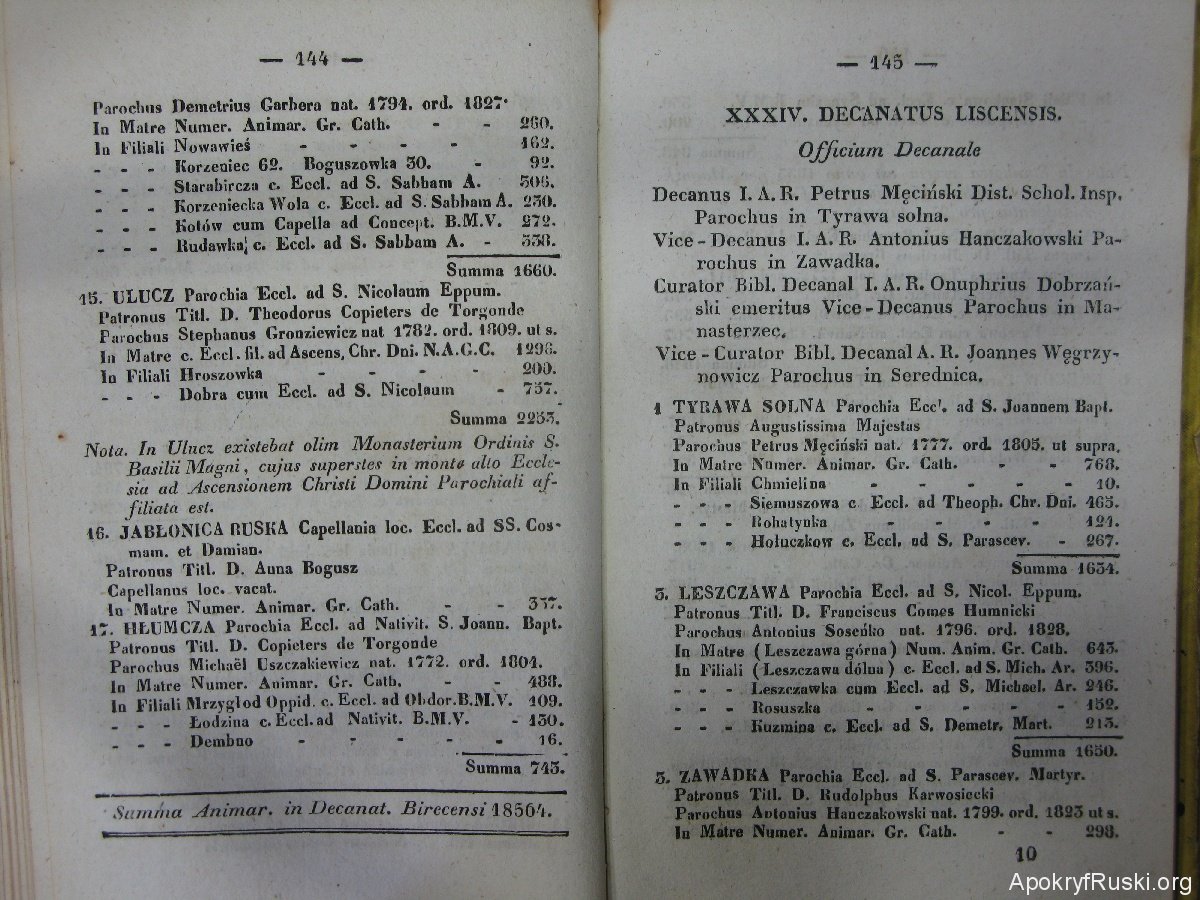 — 144 —
Parochus Demetrius Garbera nat. 1794. ord. 1827.
In Matre Numer. Animar. Gr. Cath. - - 260.
In Filiali Nowawieś - - - - 162.
- - - Korzeniec 62. Boguszowka 30. - 92.
- - - Starabircza c. Eccl. ad S. Sabbam A. 306.
- - - Korzeniecka Wola c. Eccl. ad S. Sabbam A. 230.
- - - Kotów cum Capella ad Concept. B.M.V. 272.
- - - Rudawka c. Eccl. ad S. Sabbam A. - 338.
Summa 1660.
15. ULUCZ Parochia Eccl. ad S. Nicolaum Eppum.
Patronus Titl. D. Theodorus Copieters de Torgonde
Parochus Stephanus Gronziewicz nat 1782. ord. 1809. ut s.
In Matre c. Eccl. fil. ad Ascens. Chr. Dni. N.A.G.C. 1296.
In Filiali Hroszowka - - - - 200.
- - - Dobra cum Eccl. ad S. Nicolaum - 757.
Summa 2253.
Nota. In Ulucz existebat olim Monasterium Ordinis S.
Basilii Magni, cujus superstes in monte alto Eccle-
sia ad Ascensionem Christi Domini Parochiali af-
filiata est.
16. JABŁONICA RUSKA Capellania loc. Eccl. ad SS. Cos-
mam. et Damian.
Patronus Titl. D. Anna Bogusz
Capellanus loc. vacat.
In Matre Numer. Animar. Gr. Cath. - - 337.
17. HŁUMCZA Parochia Eccl. ad Nativit. S. Joann. Bapt.
Patronus Titl. D. Copieters de Torgonde
Parochus Michaël Uszczakiewicz nat. 1772. ord. 1804.
In Matre Numer. Animar. Gr. Cath. - - 488.
In Filiali Mrzygłod Oppid. c. Eccl. ad Obdor. B.M.V. 109.
- - - Łodzina c. Eccl. ad Nativit. B.M.V. - 130.
- - - Dembno - - - - - 16.
Summa 743.
Summa Animar. in Decanat. Birecensi 18564.
— 145 —
XXXIV. DECANATUS LISCENSIS.
Officium Decanale
Decanus I. A. R. Petrus Męciński Dist. Schol. Insp.
Parochus in Tyrawa solna.
Vice-Decanus I. A. R. Antonius Hanczakowski Pa-
rochus in Zawadka.
Curator Bibl. Decanal I. A. R. Onuphrius Dobrzań-
ski emeritus Vice-Decanus Parochus in Ma-
nasterzec.
Vice-Curator Bibl. Decanal A. R. Joannes Węgrzy-
nowicz Parochus in Serednica.
1 TYRAWA SOLNA Parochia Eccl. ad S. Joannem Bapt.
Patronus Augustissima Majestas
Parochus Petrus Męciński nat. 1777. ord. 1805. ut supra.
In Matre Numer. Animar. Gr. Cath. - - 768.
In Filiali Chmielina - - - - - 10.
- - - Siemuszowa c. Eccl. ad Theoph. Chr. Dni. 465.
- - - Rohatynka - - - - 124.
- - - Hołuczkow c. Eccl. ad S. Parascev. - 267.
Summa 1634.
3. LESZCZAWA Parochia Eccl. ad S. Nicol. Eppum.
Patronus Titl. D. Franciscus Comes Humnicki
Parochus Antonius Soseńko nat. 1796. ord. 1828.
In Matre (Leszczawa górna) Num. Anim. Gr. Cath. 643.
In Filiali (Leszczawa dólna) c. Eccl. ad S. Mich. Ar. 396.
- - - Leszczawka cum Eccl. ad S. Michael. Ar. 246.
- - - Rosuszka - - - - - 152.
- - - Kuzmina c. Eccl. ad S. Demetr. Mart. 213.
Summa 1650.
3. ZAWADKA Parochia Eccl. ad S. Parascev. Martyr.
Patronus Titl. D. Rudolphus Karwosiecki
Parochus Antonius Hanczakowski nat. 1799. ord. 1823 ut s.
In Matre Numer. Animar. Gr. Cath. - - 298.
10
ApokryfRuski.org